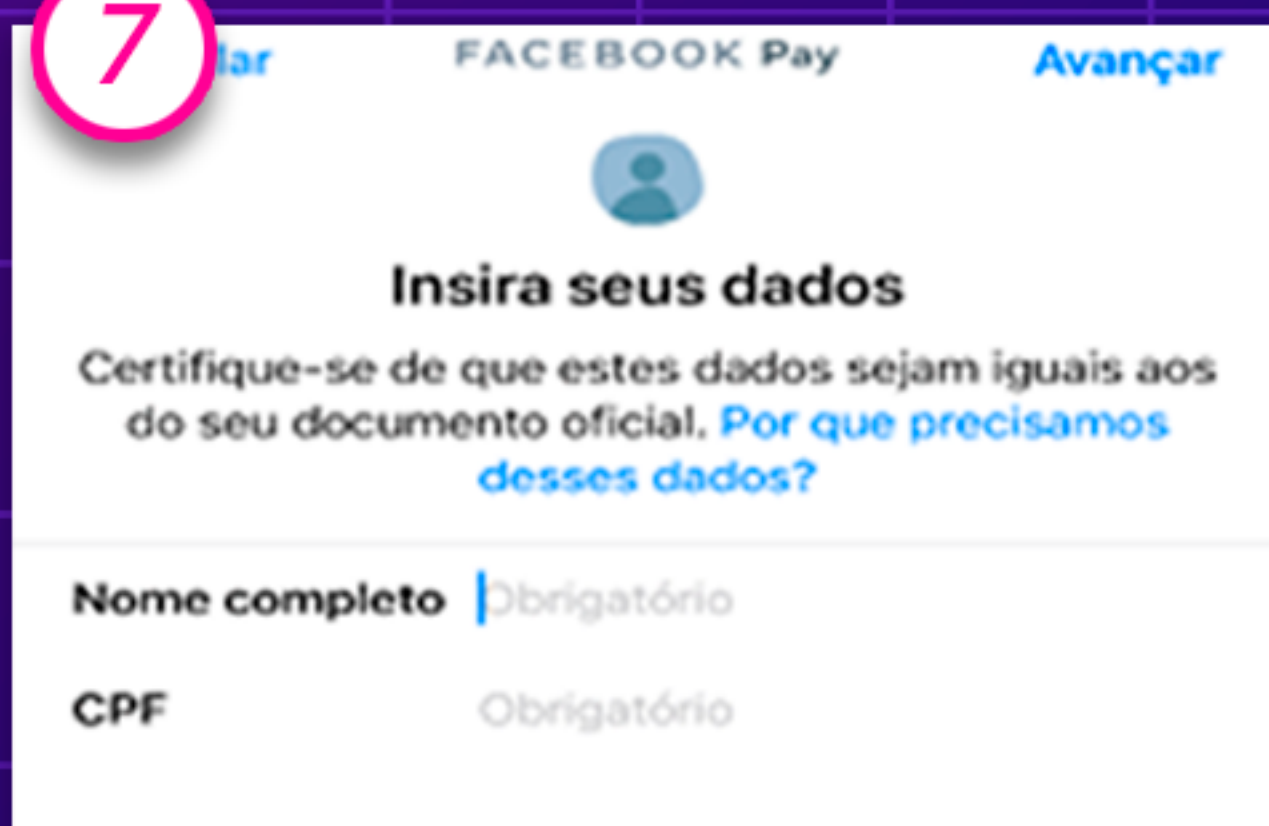 7
lar
FACEBOOK Pay
Avançar
Insira seus dados
Certifique-se de que estes dados sejam iguais aos
do seu documento oficial. Por que precisamos
desses dados?
Nome completo Obrigatório
CPF Obrigatório